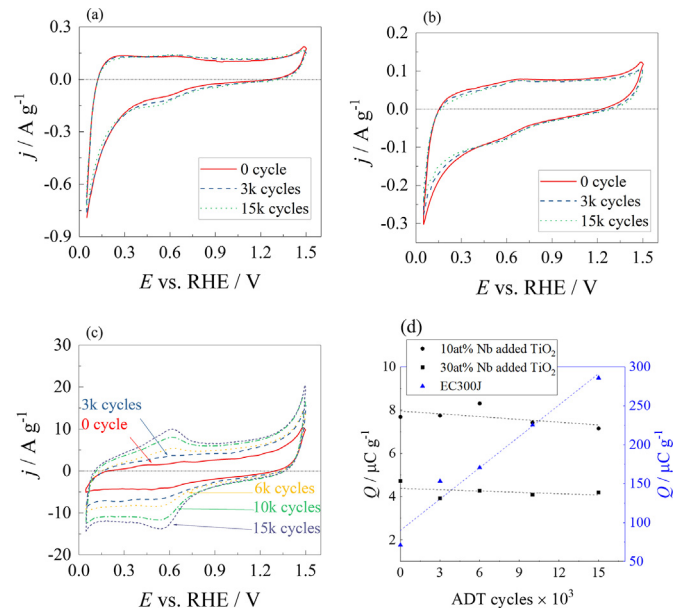 (a)
0.3
0.0
-0.3
-0.6
-0.9
j / A g⁻¹
0 cycle
3k cycles
15k cycles
0.0 0.3 0.6 0.9 1.2 1.5
E vs. RHE / V
(b)
0.2
0.1
0.0
-0.1
-0.2
-0.3
j / A g⁻¹
0 cycle
3k cycles
15k cycles
0.0 0.3 0.6 0.9 1.2 1.5
E vs. RHE / V
(c)
30
20
10
0
-10
-20
j / A g⁻¹
3k cycles
0 cycle
6k cycles
10k cycles
15k cycles
0.0 0.3 0.6 0.9 1.2 1.5
E vs. RHE / V
(d)
10at% Nb added TiO₂
30at% Nb added TiO₂
EC300J
10
8
6
4
2
Q / μC g⁻¹
300
250
200
150
100
50
Q / μC g⁻¹
0 3 6 9 12 15
ADT cycles × 10³